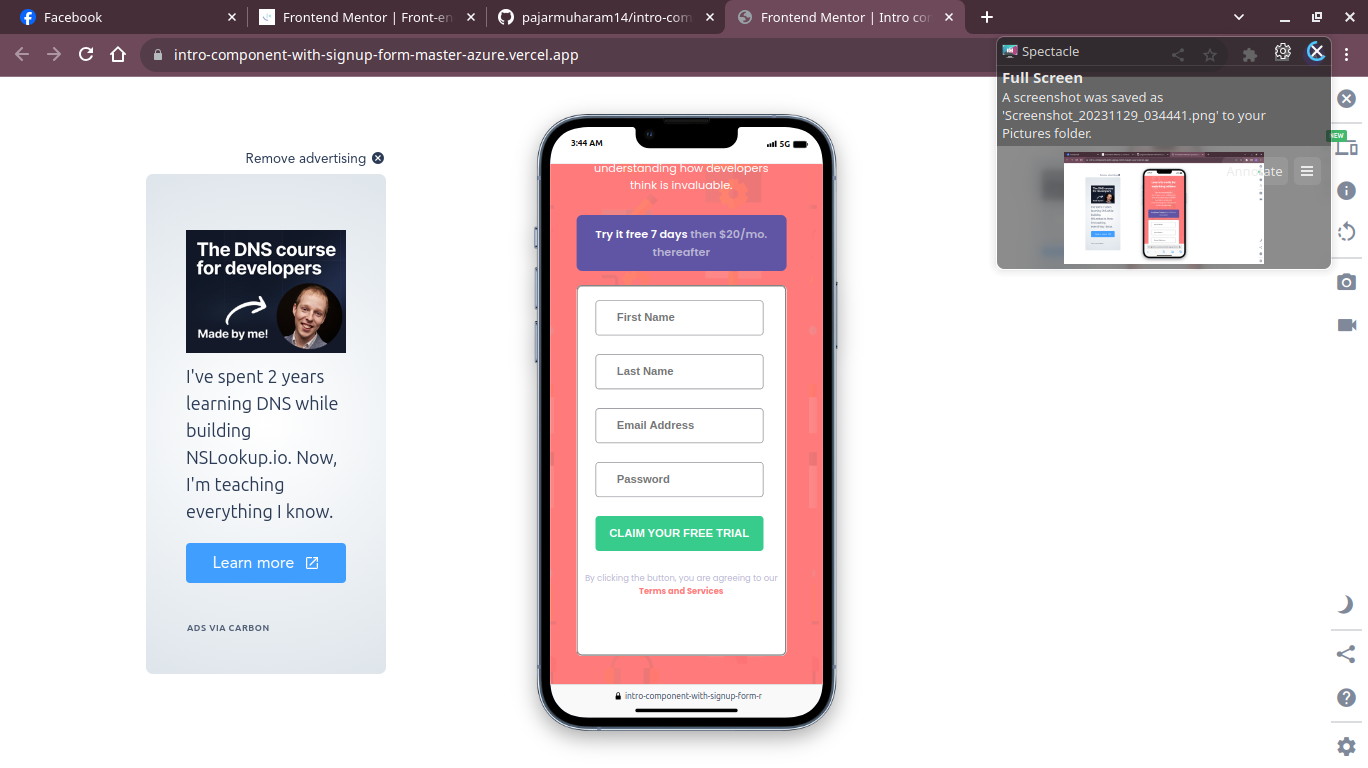 Facebook
Frontend Mentor | Front-en
pajarmuharam14/intro-com
Frontend Mentor | Intro co
intro-component-with-signup-form-master-azure.vercel.app
Spectacle
Full Screen
A screenshot was saved as
'Screenshot_20231129_034441.png' to your
Pictures folder.
Annotate
NEW
Remove advertising
The DNS course
for developers
Made by me!
I've spent 2 years
learning DNS while
building
NSLookup.io. Now,
I'm teaching
everything I know.
Learn more
ADS VIA CARBON
3:44 AM
5G
understanding how developers
think is invaluable.
Try it free 7 days then $20/mo.
thereafter
First Name
Last Name
Email Address
Password
CLAIM YOUR FREE TRIAL
By clicking the button, you are agreeing to our
Terms and Services
intro-component-with-signup-form-r